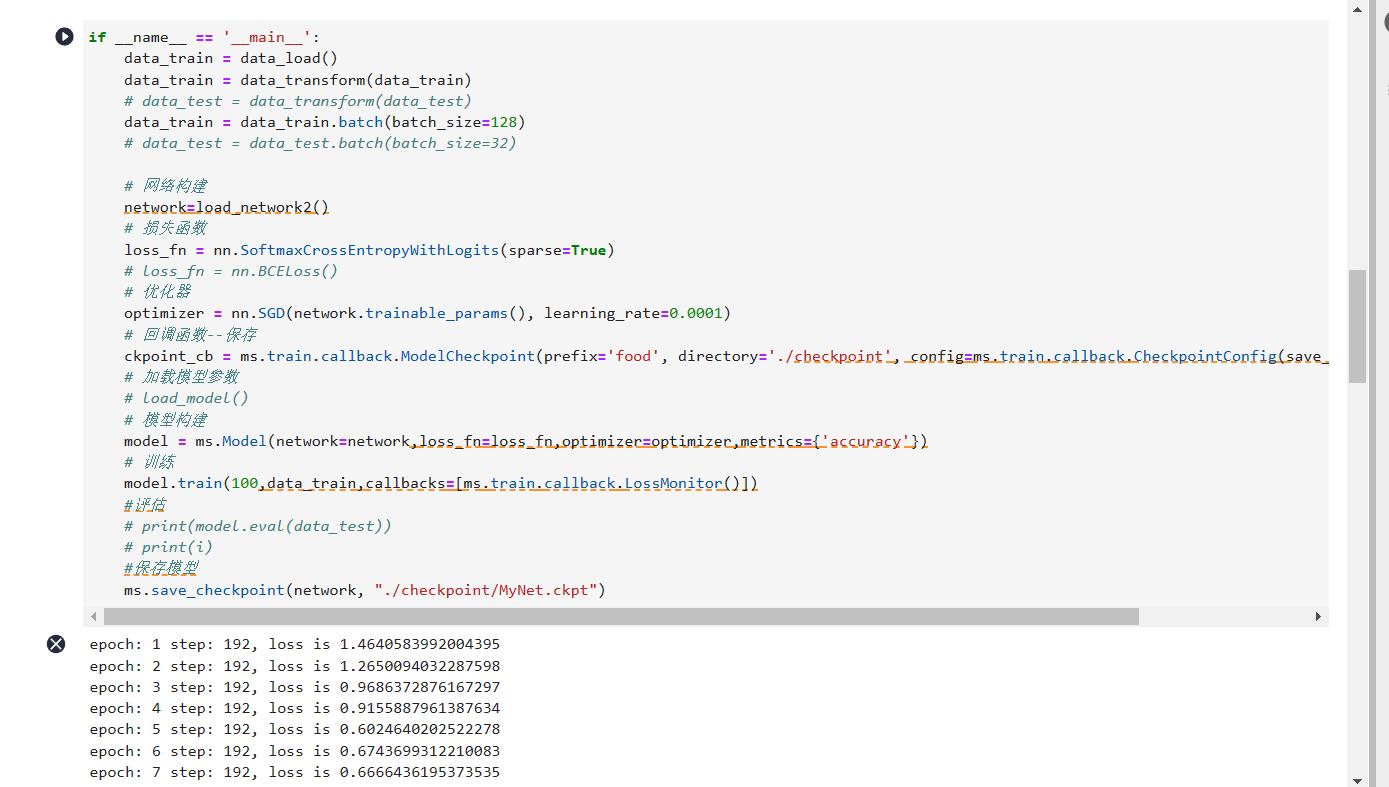 if __name__ == '__main__':
    data_train = data_load()
    data_train = data_transform(data_train)
    # data_test = data_transform(data_test)
    data_train = data_train.batch(batch_size=128)
    # data_test = data_test.batch(batch_size=32)
    # 网络构建
    network=load_network2()
    # 损失函数
    loss_fn = nn.SoftmaxCrossEntropyWithLogits(sparse=True)
    # loss_fn = nn.BCELoss()
    # 优化器
    optimizer = nn.SGD(network.trainable_params(), learning_rate=0.0001)
    # 回调函数--保存
    ckpoint_cb = ms.train.callback.ModelCheckpoint(prefix='food', directory='./checkpoint', config=ms.train.callback.CheckpointConfig(save_
    # 加载模型参数
    # load_model()
    # 模型构建
    model = ms.Model(network=network,loss_fn=loss_fn,optimizer=optimizer,metrics={'accuracy'})
    # 训练
    model.train(100,data_train,callbacks=[ms.train.callback.LossMonitor()])
    #评估
    # print(model.eval(data_test))
    # print(i)
    #保存模型
    ms.save_checkpoint(network, "./checkpoint/MyNet.ckpt")
epoch: 1 step: 192, loss is 1.4640583992004395
epoch: 2 step: 192, loss is 1.2650094032287598
epoch: 3 step: 192, loss is 0.9686372876167297
epoch: 4 step: 192, loss is 0.9155887961387634
epoch: 5 step: 192, loss is 0.6024640202522278
epoch: 6 step: 192, loss is 0.6743699312210083
epoch: 7 step: 192, loss is 0.6666436195373535